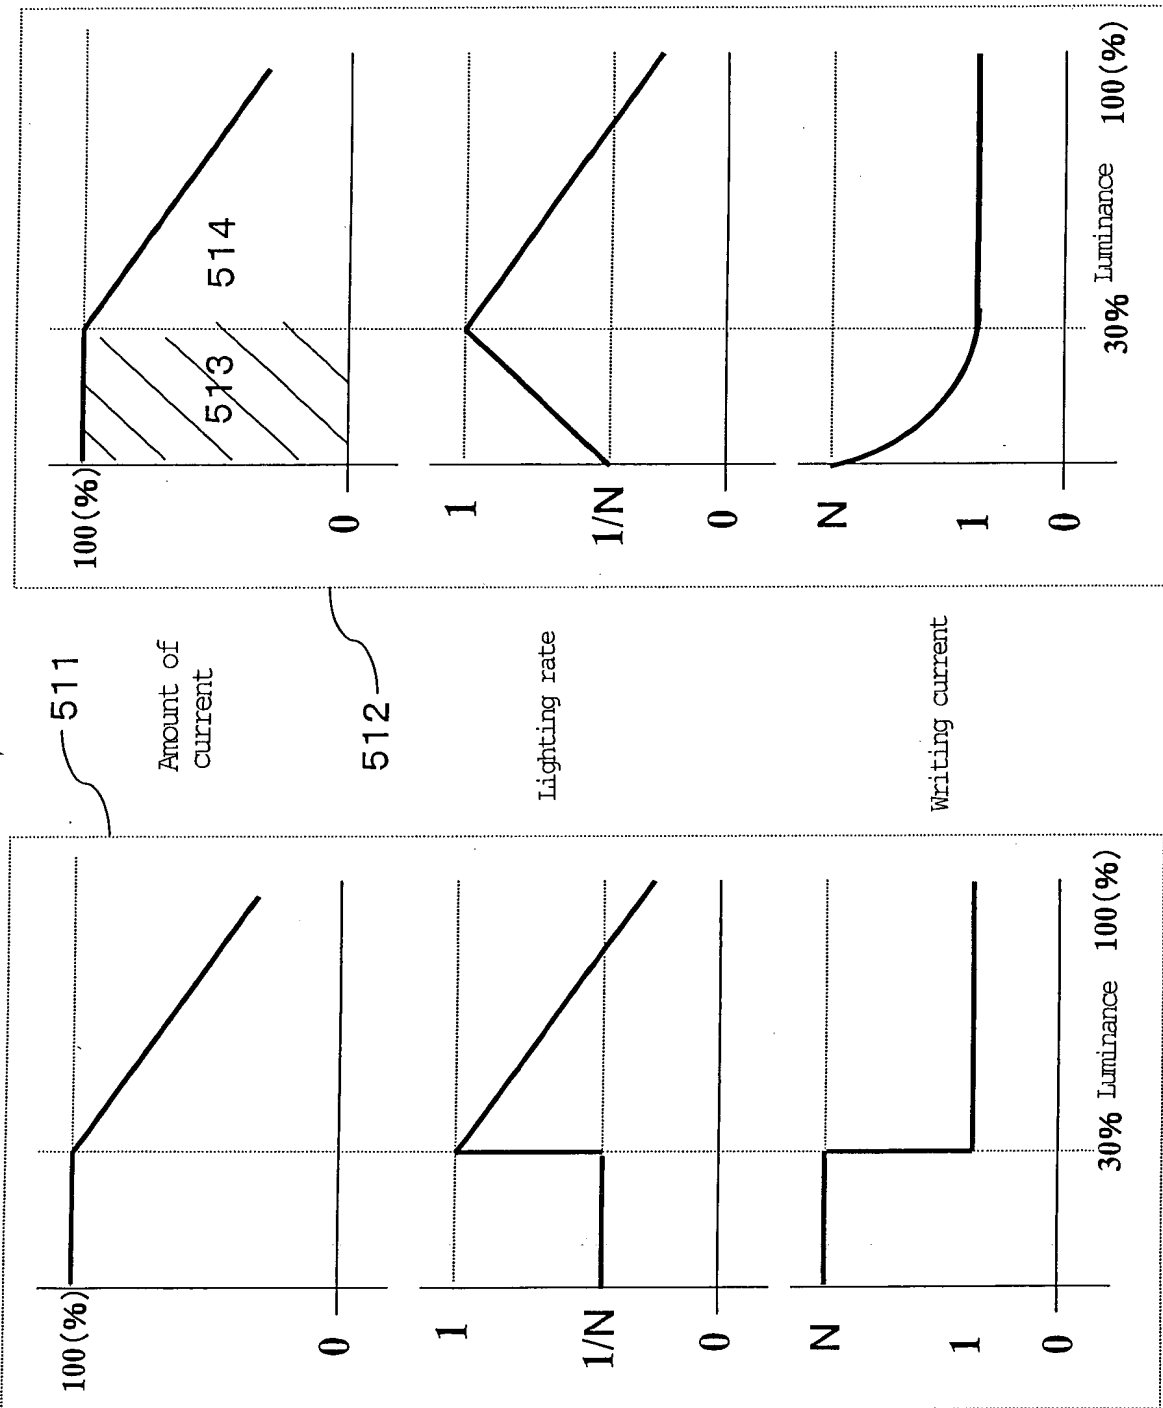 511
Amount of
current
512
Lighting rate
Writing current
100(%)
0
1
1/N
0
N
1
0
30% Luminance 100(%)
100(%)
513
514
0
1
1/N
0
N
1
0
30% Luminance 100(%)